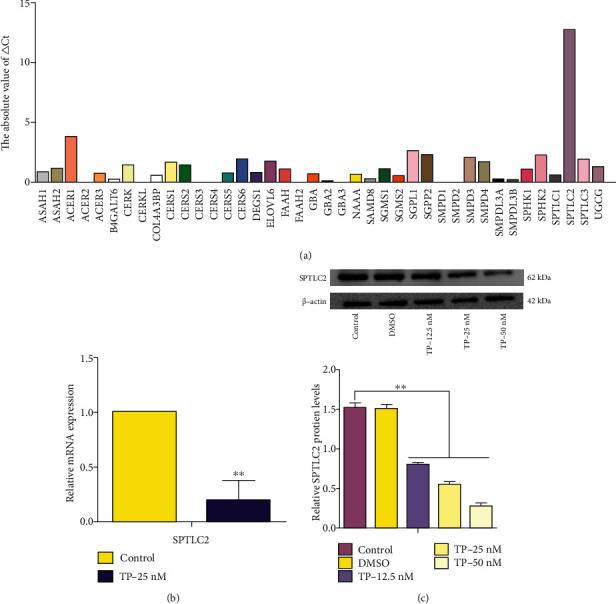 The absolute value of △Ct
15
10
5
0
ASAH1
ASAH2
ACER1
ACER2
ACER3
B4GALT6
CERK
CERKL
COL4A3BP
CERS1
CERS2
CERS3
CERS4
CERS5
CERS6
DEGS1
ELOVL6
FAAH
FAAH2
GBA
GBA2
GBA3
NAAA
SAMD8
SGMS1
SGMS2
SGPL1
SGPP2
SMPD1
SMPD2
SMPD3
SMPD4
SMPDL3A
SMPDL3B
SPHK1
SPHK2
SPTLC1
SPTLC2
SPTLC3
UGCG
(a)
SPTLC2
62 kDa
β–actin
42 kDa
Control
DMSO
TP–12.5 nM
TP–25 nM
TP–50 nM
Relative mRNA expression
1.5
1.0
0.5
0.0
**
SPTLC2
Control
TP–25 nM
(b)
Relative SPTLC2 protien levels
2.0
1.5
1.0
0.5
0.0
**
Control
DMSO
TP–12.5 nM
TP–25 nM
TP–50 nM
(c)